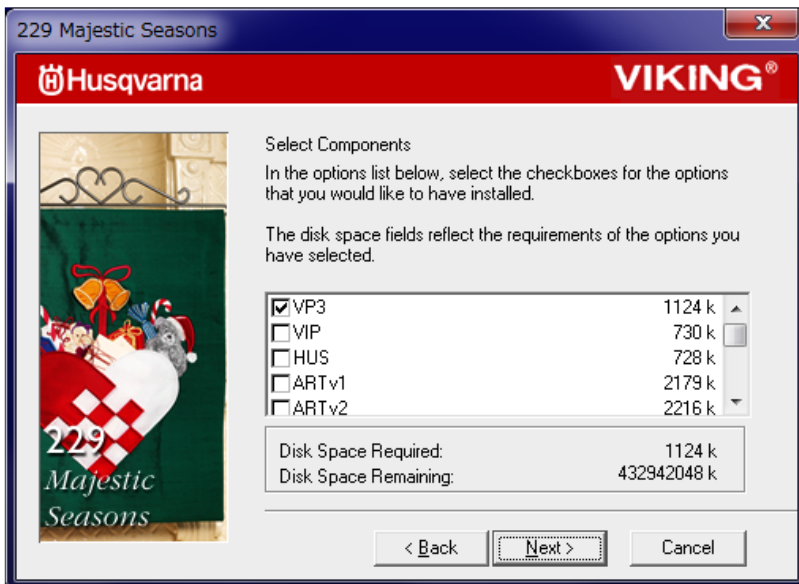 229 Majestic Seasons
Husqvarna VIKING®
Select Components
In the options list below, select the checkboxes for the options
that you would like to have installed.
The disk space fields reflect the requirements of the options you
have selected.
VP3 1124 k
VIP 730 k
HUS 728 k
ARTv1 2179 k
ARTv2 2216 k
229
Majestic
Seasons
Disk Space Required: 1124 k
Disk Space Remaining: 432942048 k
< Back Next > Cancel